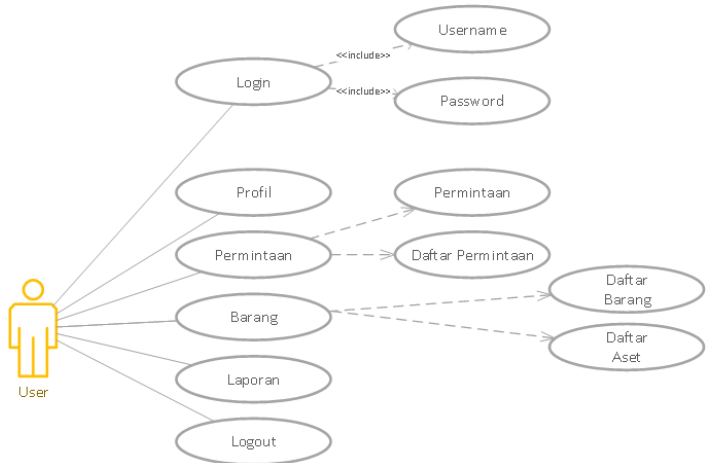 Username
<<include>>
Login
<<include>>
Password
Profil
Permintaan
Permintaan
Daftar Permintaan
Daftar
Barang
Barang
Daftar
Aset
Laporan
User
Logout